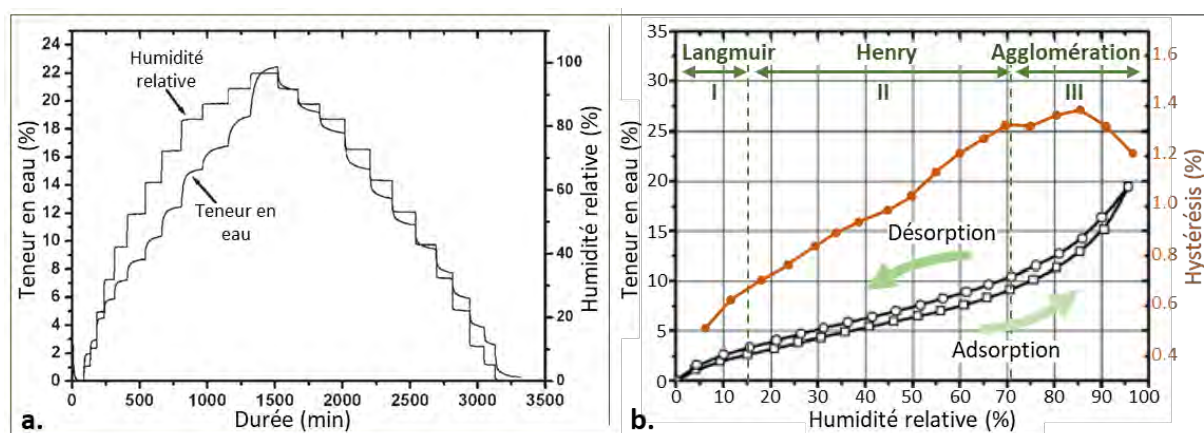 24
22
20
18
16
14
12
10
8
6
4
2
0
Teneur en eau (%)
Humidité
relative
Teneur en
eau
100
80
60
40
20
0
Humidité relative (%)
0 500 1000 1500 2000 2500 3000 3500
Durée (min)
a.
35
30
25
20
15
10
5
0
Teneur en eau (%)
Langmuir Henry Agglomération
I II III
Désorption
Adsorption
1.6
1.4
1.2
1.0
0.8
0.6
0.4
Hystérésis (%)
0 10 20 30 40 50 60 70 80 90 100
Humidité relative (%)
b.